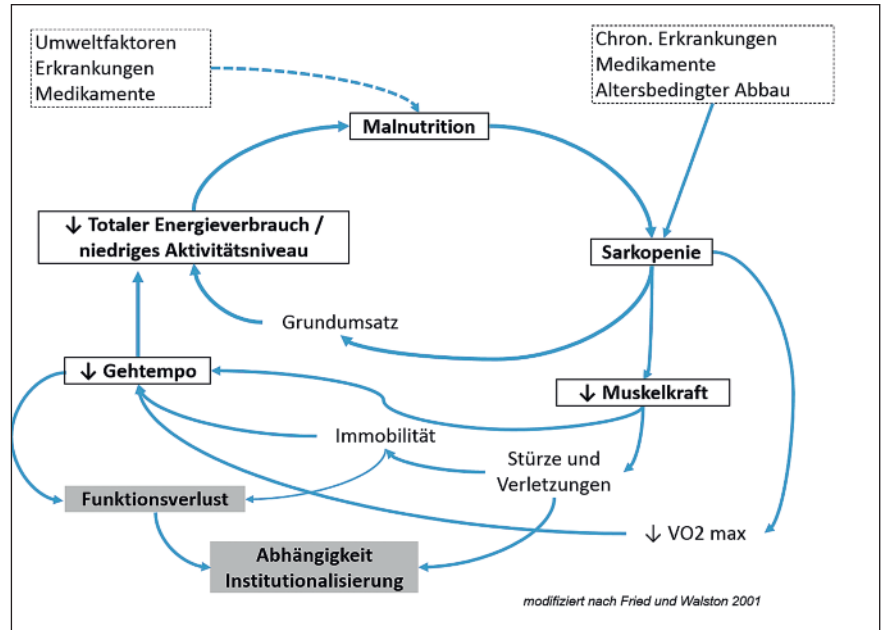 Umweltfaktoren
Erkrankungen
Medikamente
Chron. Erkrankungen
Medikamente
Altersbedingter Abbau
Malnutrition
↓ Totaler Energieverbrauch /
niedriges Aktivitätsniveau
Sarkopenie
Grundumsatz
↓ Gehtempo
↓ Muskelkraft
Immobilität
Stürze und
Verletzungen
Funktionsverlust
↓ VO2 max
Abhängigkeit
Institutionalisierung
modifiziert nach Fried und Walston 2001